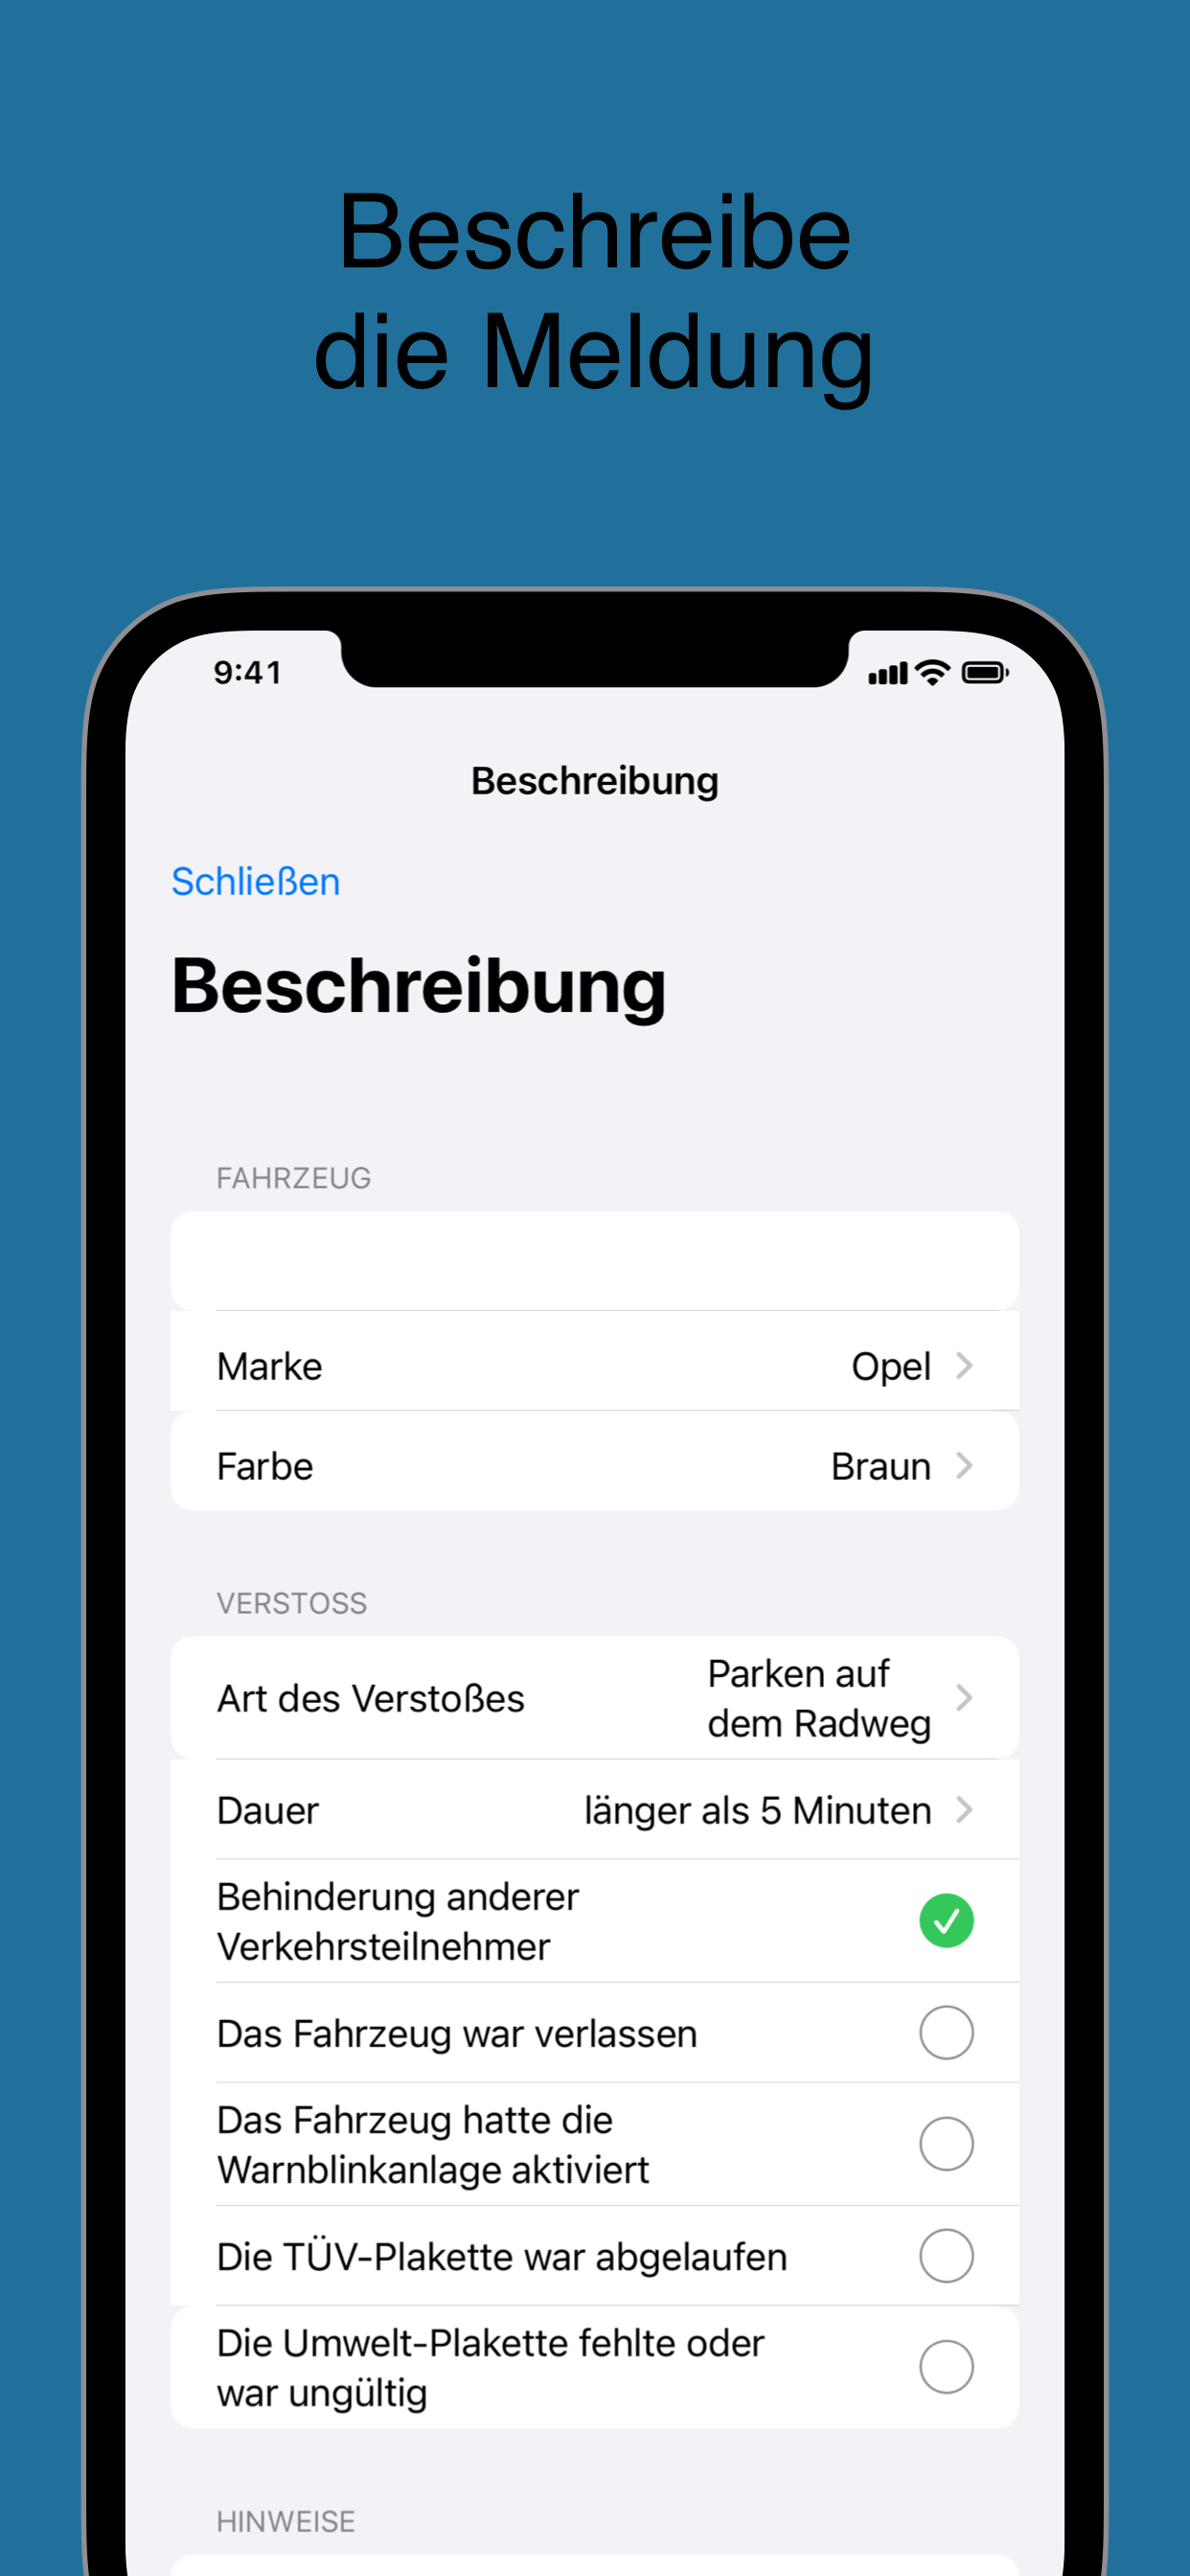 Beschreibe
die Meldung
9:41
Beschreibung
Schließen
Beschreibung
FAHRZEUG
Marke Opel
Farbe Braun
VERSTOSS
Art des Verstoßes Parken auf
dem Radweg
Dauer länger als 5 Minuten
Behinderung anderer
Verkehrsteilnehmer
Das Fahrzeug war verlassen
Das Fahrzeug hatte die
Warnblinkanlage aktiviert
Die TÜV-Plakette war abgelaufen
Die Umwelt-Plakette fehlte oder
war ungültig
HINWEISE